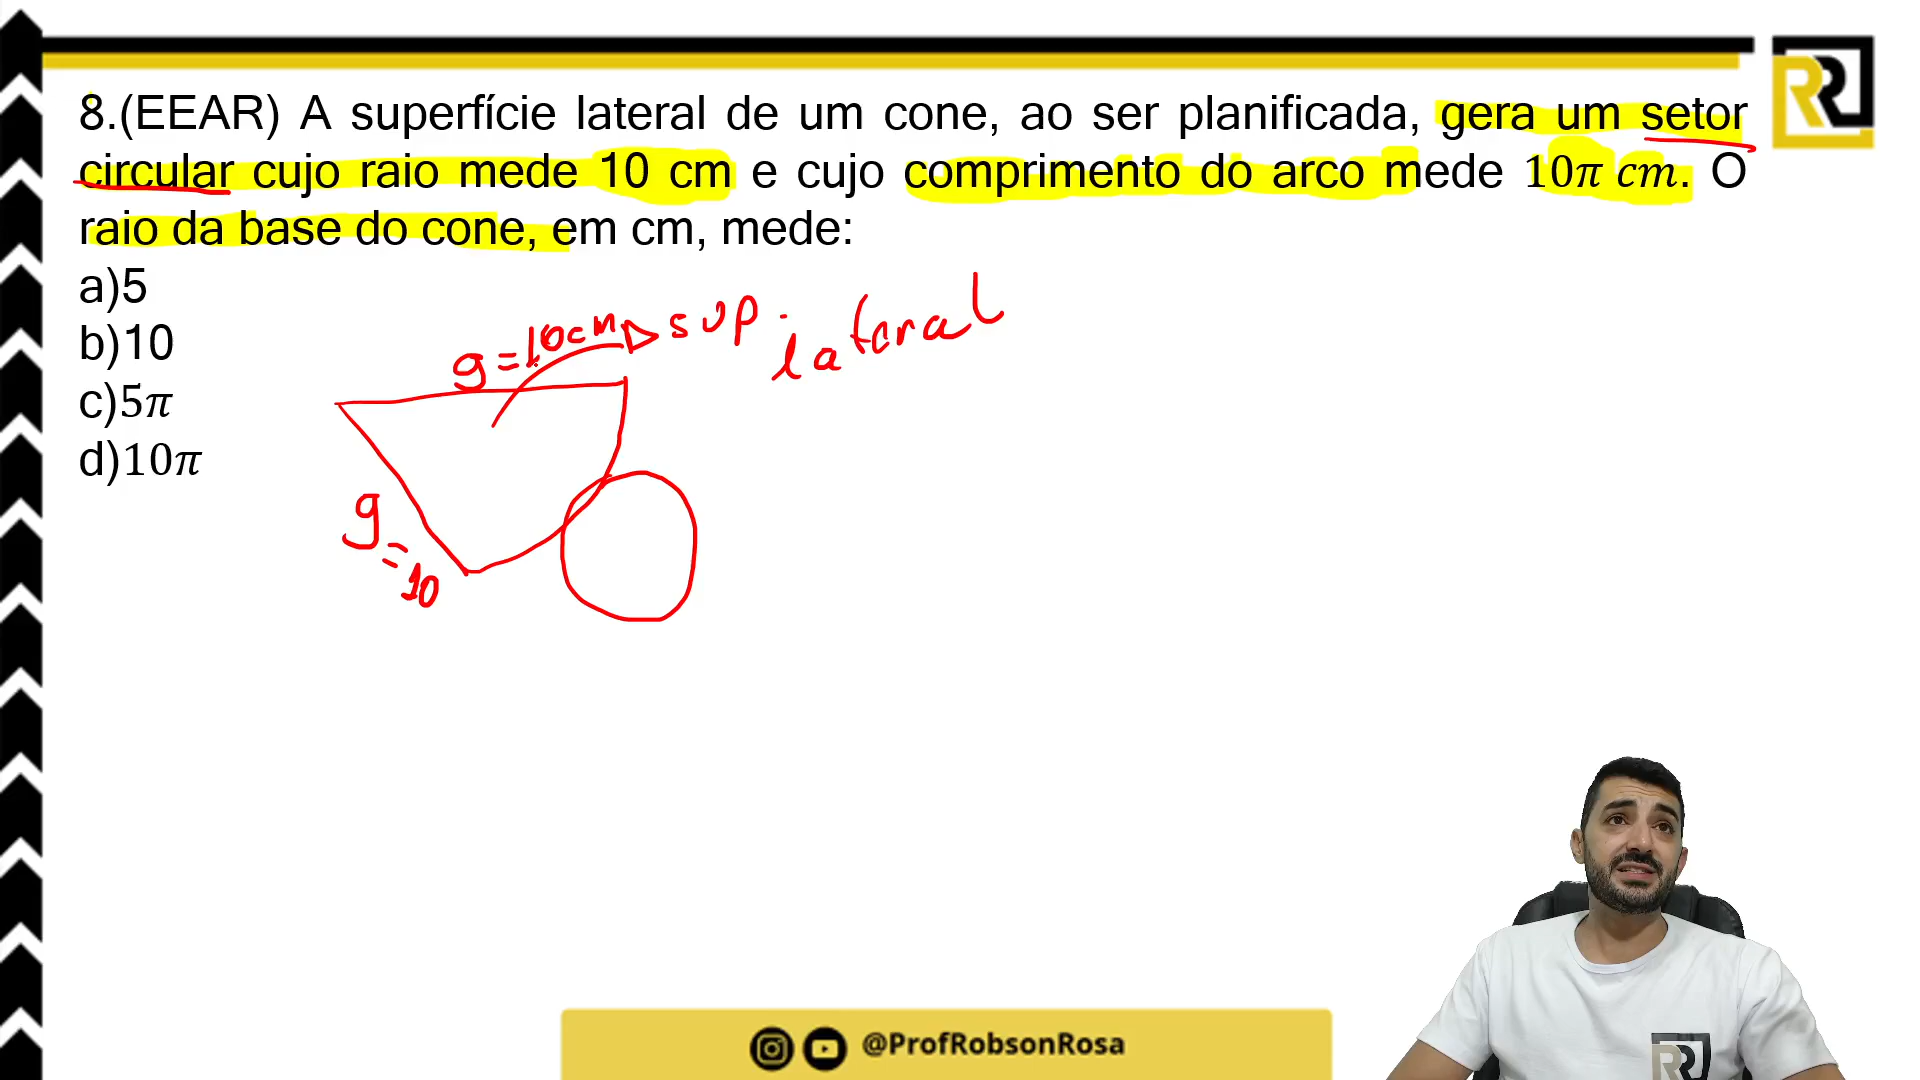 8.(EEAR) A superfície lateral de um cone, ao ser planificada, gera um setor
circular cujo raio mede 10 cm e cujo comprimento do arco mede 10π cm. O
raio da base do cone, em cm, mede:
a)5
b)10
c)5π
d)10π
g=10cm
sup. lateral
g=10
@ProfRobsonRosa